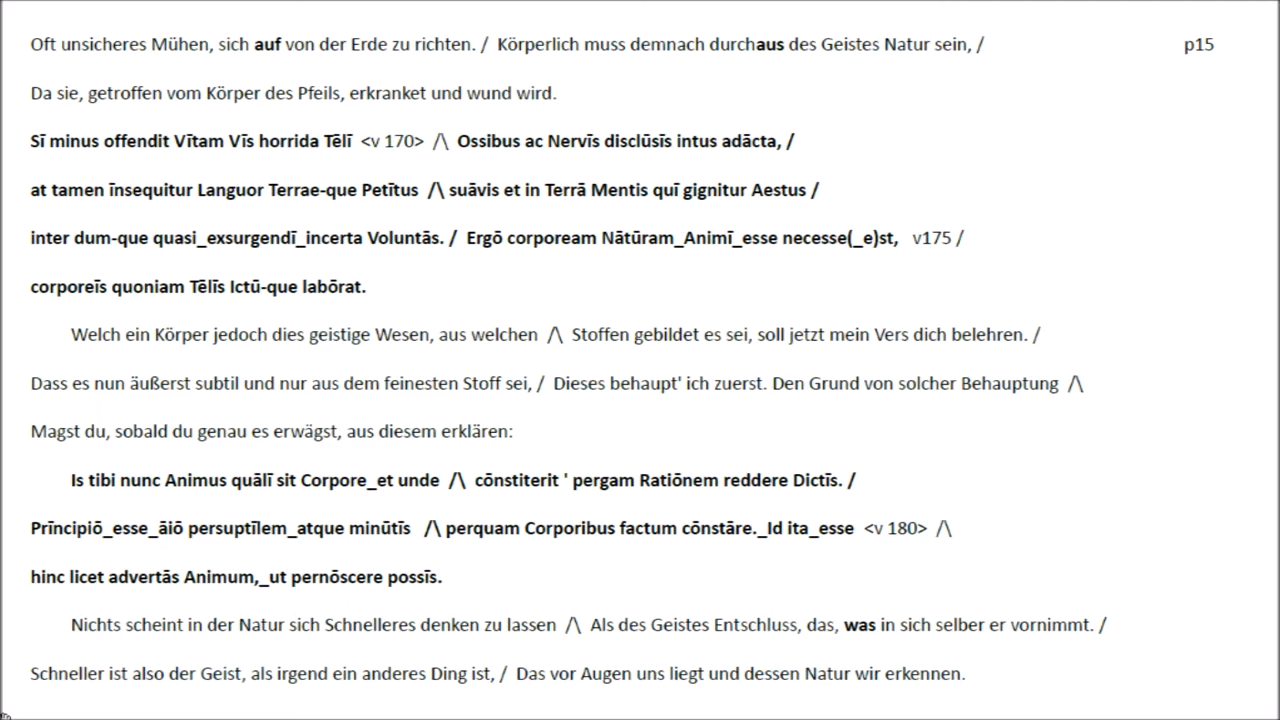 Oft unsicheres Mühen, sich auf von der Erde zu richten. /  Körperlich muss demnach durchaus des Geistes Natur sein, /  p15
Da sie, getroffen vom Körper des Pfeils, erkranket und wund wird.
Sī minus offendit Vītam Vīs horrida Tēlī  <v 170>  /\  Ossibus ac Nervīs disclūsīs intus adācta, /
at tamen īnsequitur Languor Terrae-que Petītus  /\ suāvis et in Terrā Mentis quī gignitur Aestus /
inter dum-que quasi_exsurgendī_incerta Voluntās. /  Ergō corpoream Nātūram_Animī_esse necesse(_e)st,  v175 /
corporeīs quoniam Tēlīs Ictū-que labōrat.
Welch ein Körper jedoch dies geistige Wesen, aus welchen  /\  Stoffen gebildet es sei, soll jetzt mein Vers dich belehren. /
Dass es nun äußerst subtil und nur aus dem feinesten Stoff sei, /  Dieses behaupt' ich zuerst. Den Grund von solcher Behauptung  /\
Magst du, sobald du genau es erwägst, aus diesem erklären:
Is tibi nunc Animus quālī sit Corpore_et unde  /\  cōnstiterit ' pergam Ratiōnem reddere Dictīs. /
Prīncipiō_esse_āiō persuptīlem_atque minūtīs  /\ perquam Corporibus factum cōnstāre._Id ita_esse  <v 180>  /\
hinc licet advertās Animum,_ut pernōscere possīs.
Nichts scheint in der Natur sich Schnelleres denken zu lassen  /\  Als des Geistes Entschluss, das, was in sich selber er vornimmt. /
Schneller ist also der Geist, als irgend ein anderes Ding ist, /  Das vor Augen uns liegt und dessen Natur wir erkennen.